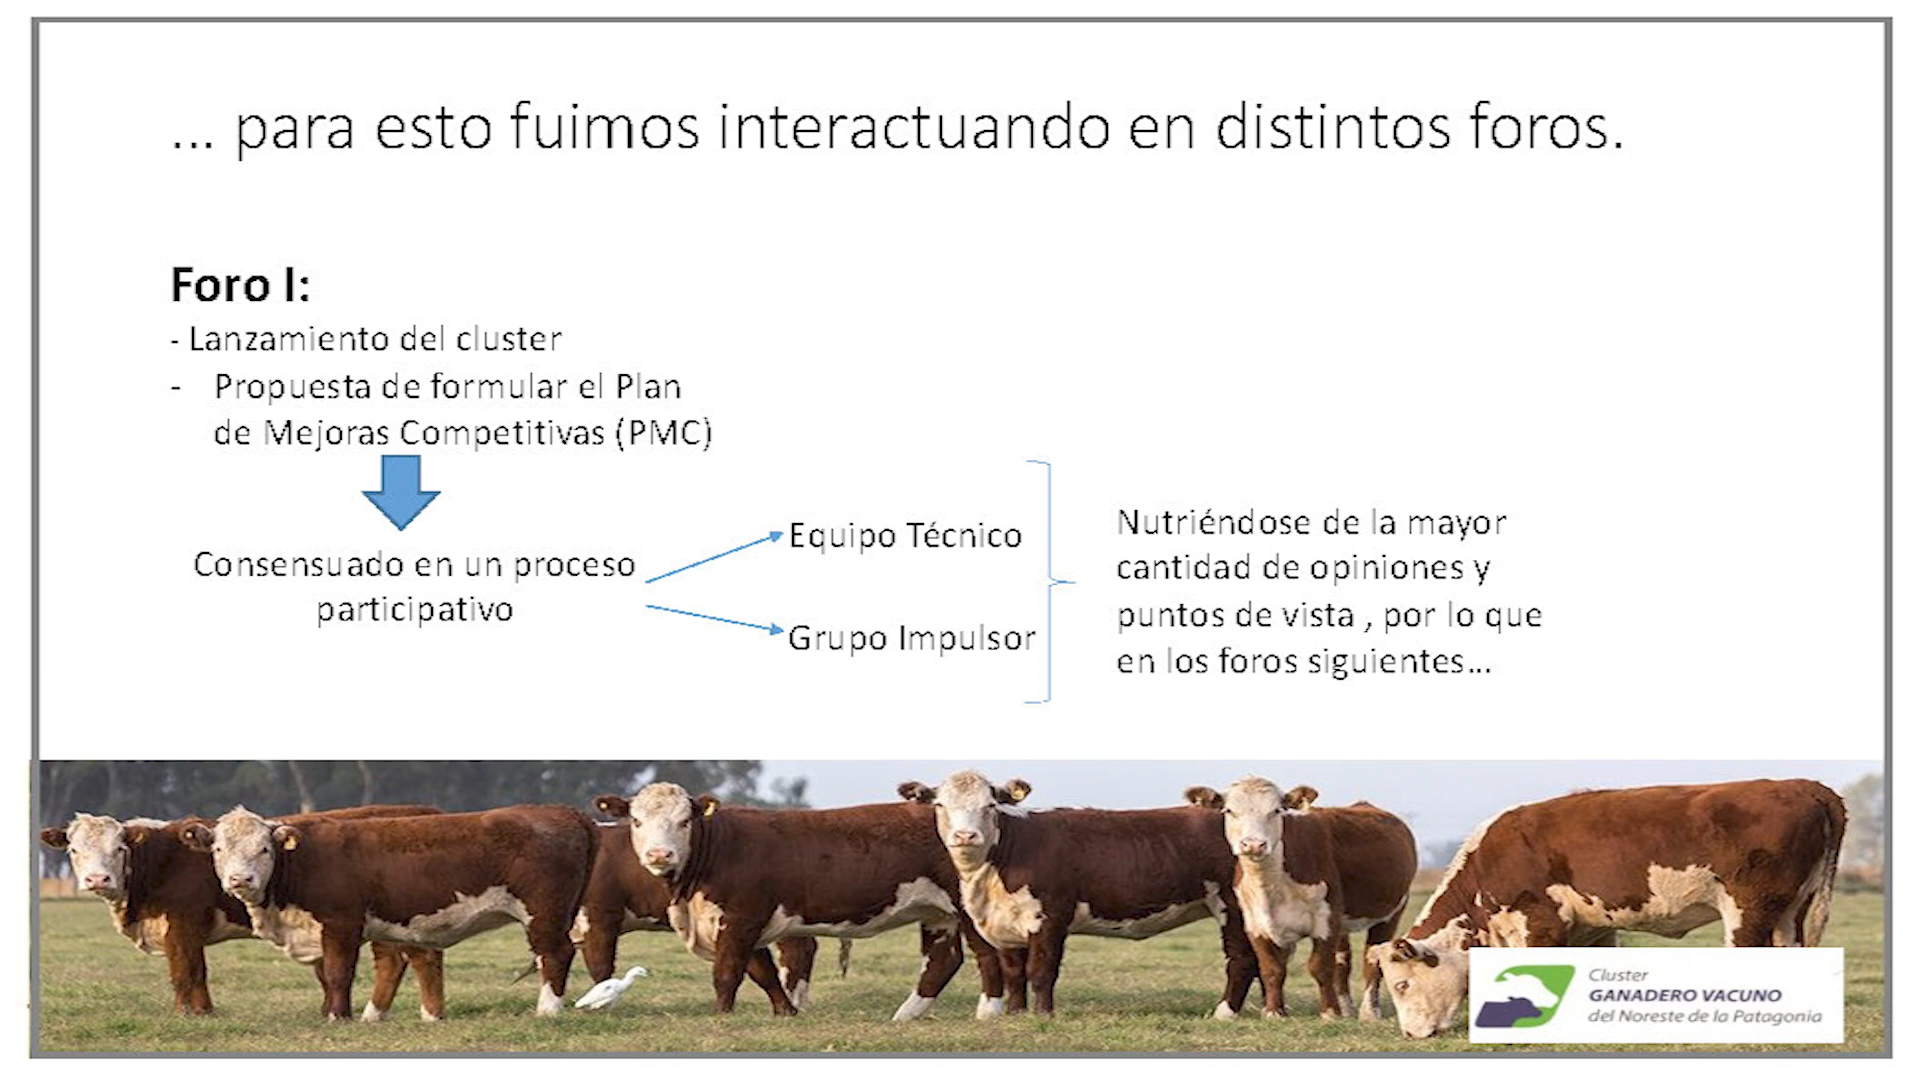 ... para esto fuimos interactuando en distintos foros.
Foro I:
- Lanzamiento del cluster
- Propuesta de formular el Plan
de Mejoras Competitivas (PMC)
Consensuado en un proceso
participativo
Equipo Técnico
Grupo Impulsor
Nutriéndose de la mayor
cantidad de opiniones y
puntos de vista , por lo que
en los foros siguientes...
Cluster
GANADERO VACUNO
del Noreste de la Patagonia